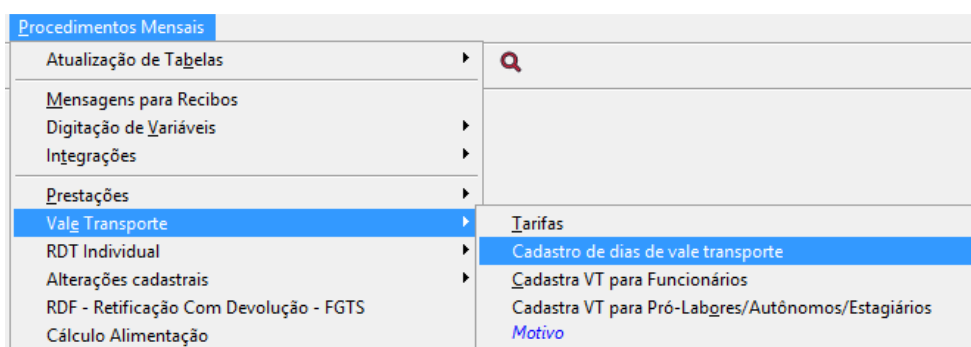 Procedimentos Mensais
Atualização de Tabelas
Mensagens para Recibos
Digitação de Variáveis
Integrações
Prestações
Vale Transporte
RDT Individual
Alterações cadastrais
RDF - Retificação Com Devolução - FGTS
Cálculo Alimentação
Tarifas
Cadastro de dias de vale transporte
Cadastra VT para Funcionários
Cadastra VT para Pró-Labores/Autônomos/Estagiários
Motivo